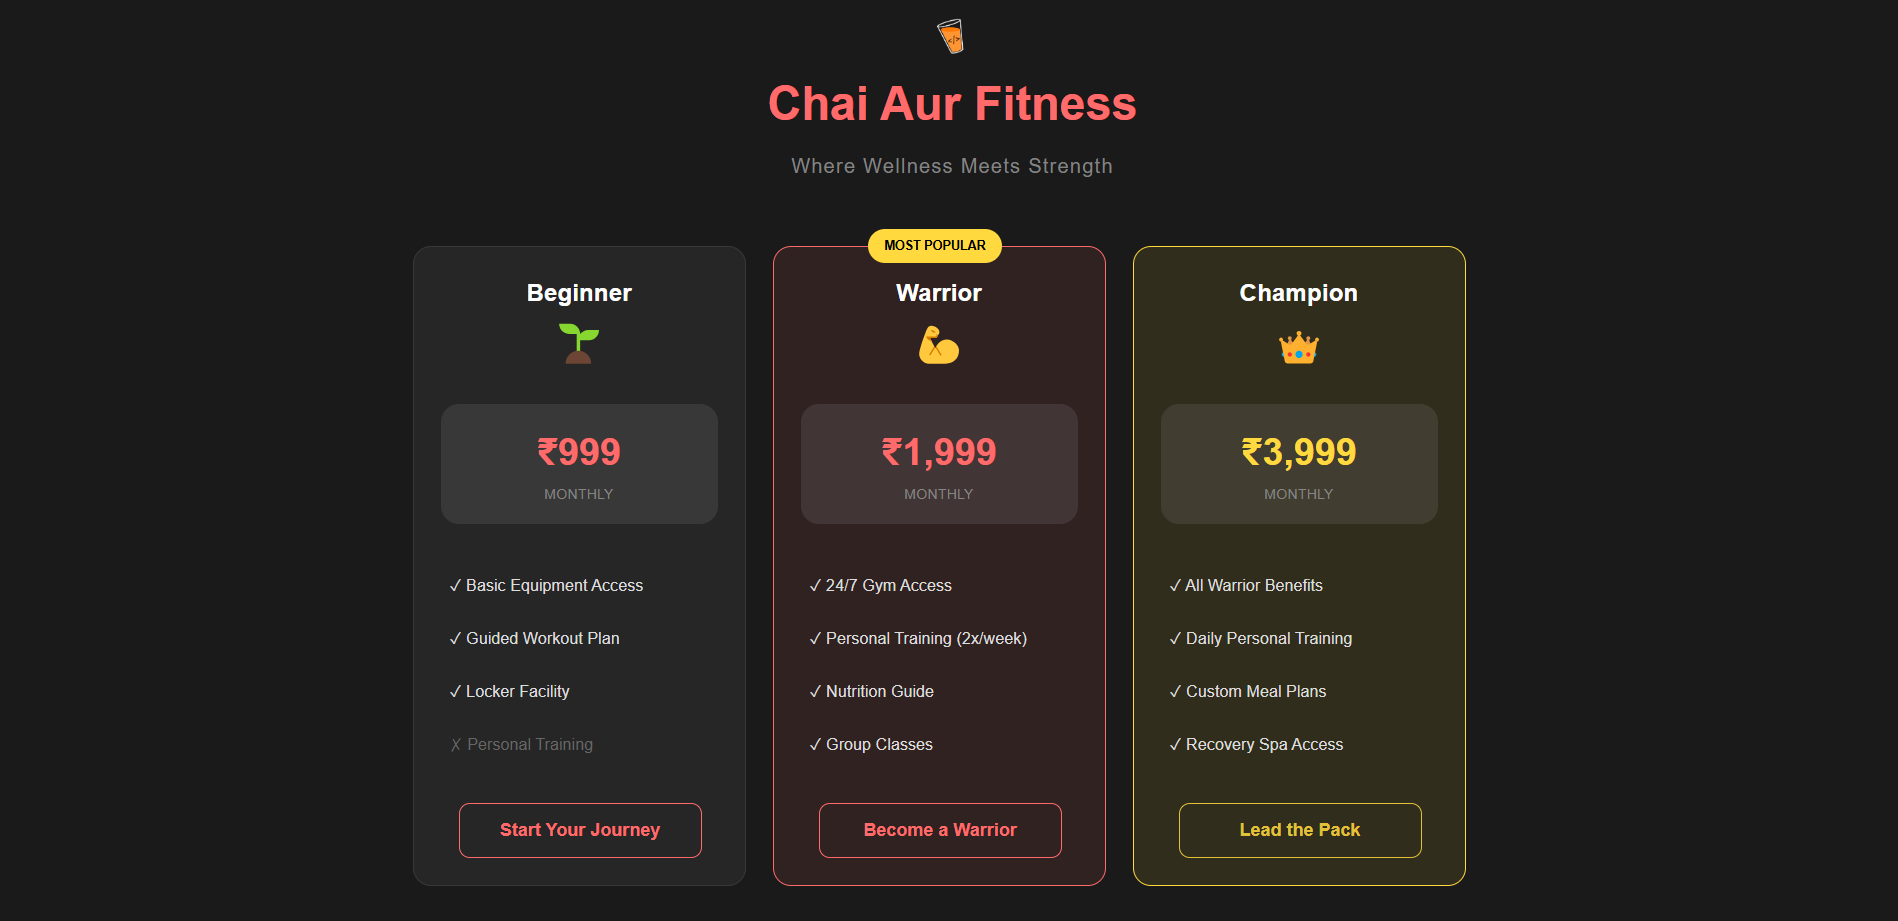 Chai Aur Fitness
Where Wellness Meets Strength
Beginner
₹999
MONTHLY
✓ Basic Equipment Access
✓ Guided Workout Plan
✓ Locker Facility
✗ Personal Training
Start Your Journey
MOST POPULAR
Warrior
₹1,999
MONTHLY
✓ 24/7 Gym Access
✓ Personal Training (2x/week)
✓ Nutrition Guide
✓ Group Classes
Become a Warrior
Champion
₹3,999
MONTHLY
✓ All Warrior Benefits
✓ Daily Personal Training
✓ Custom Meal Plans
✓ Recovery Spa Access
Lead the Pack